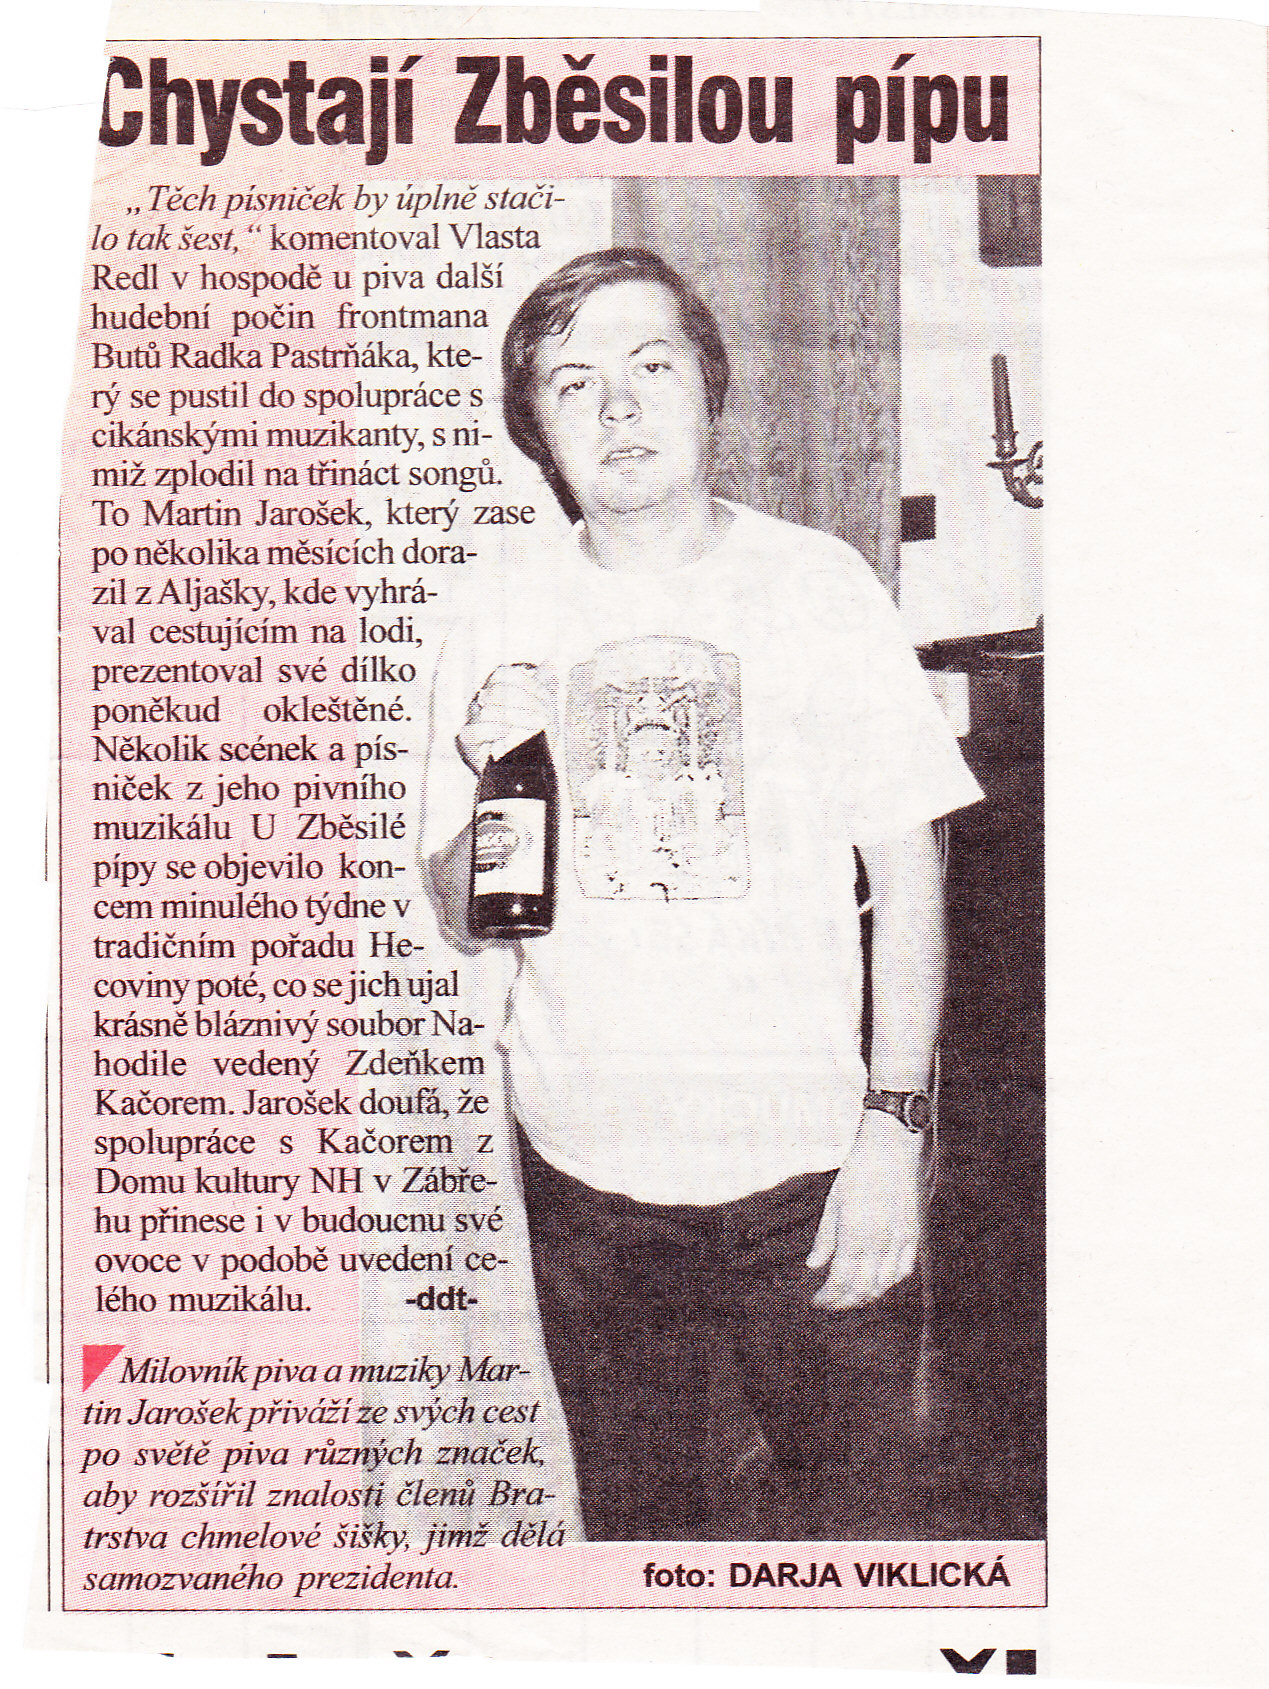 Chystají Zběsilou pípu
„Těch písniček by úplně stači-
lo tak šest,“ komentoval Vlasta
Redl v hospodě u piva další
hudební počin frontmana
Butů Radka Pastrňáka, kte-
rý se pustil do spolupráce s
cikánskými muzikanty, s ni-
miž zplodil na třináct songů.
To Martin Jarošek, který zase
po několika měsících dora-
zil z Aljašky, kde vyhrá-
val cestujícím na lodi,
prezentoval své dílko
poněkud okleštěné.
Několik scének a pís-
niček z jeho pivního
muzikálu U Zběsilé
pípy se objevilo kon-
cem minulého týdne v
tradičním pořadu He-
coviny poté, co se jich ujal
krásně bláznivý soubor Na-
hodile vedený Zdeňkem
Kačorem. Jarošek doufá, že
spolupráce s Kačorem z
Domu kultury NH v Zábře-
hu přinese i v budoucnu své
ovoce v podobě uvedení ce-
lého muzikálu. -ddt-
Milovník piva a muziky Mar-
tin Jarošek přiváží ze svých cest
po světě piva různých značek,
aby rozšířil znalosti členů Bra-
trstva chmelové šišky, jimž dělá
samozvaného prezidenta.
foto: DARJA VIKLICKÁ